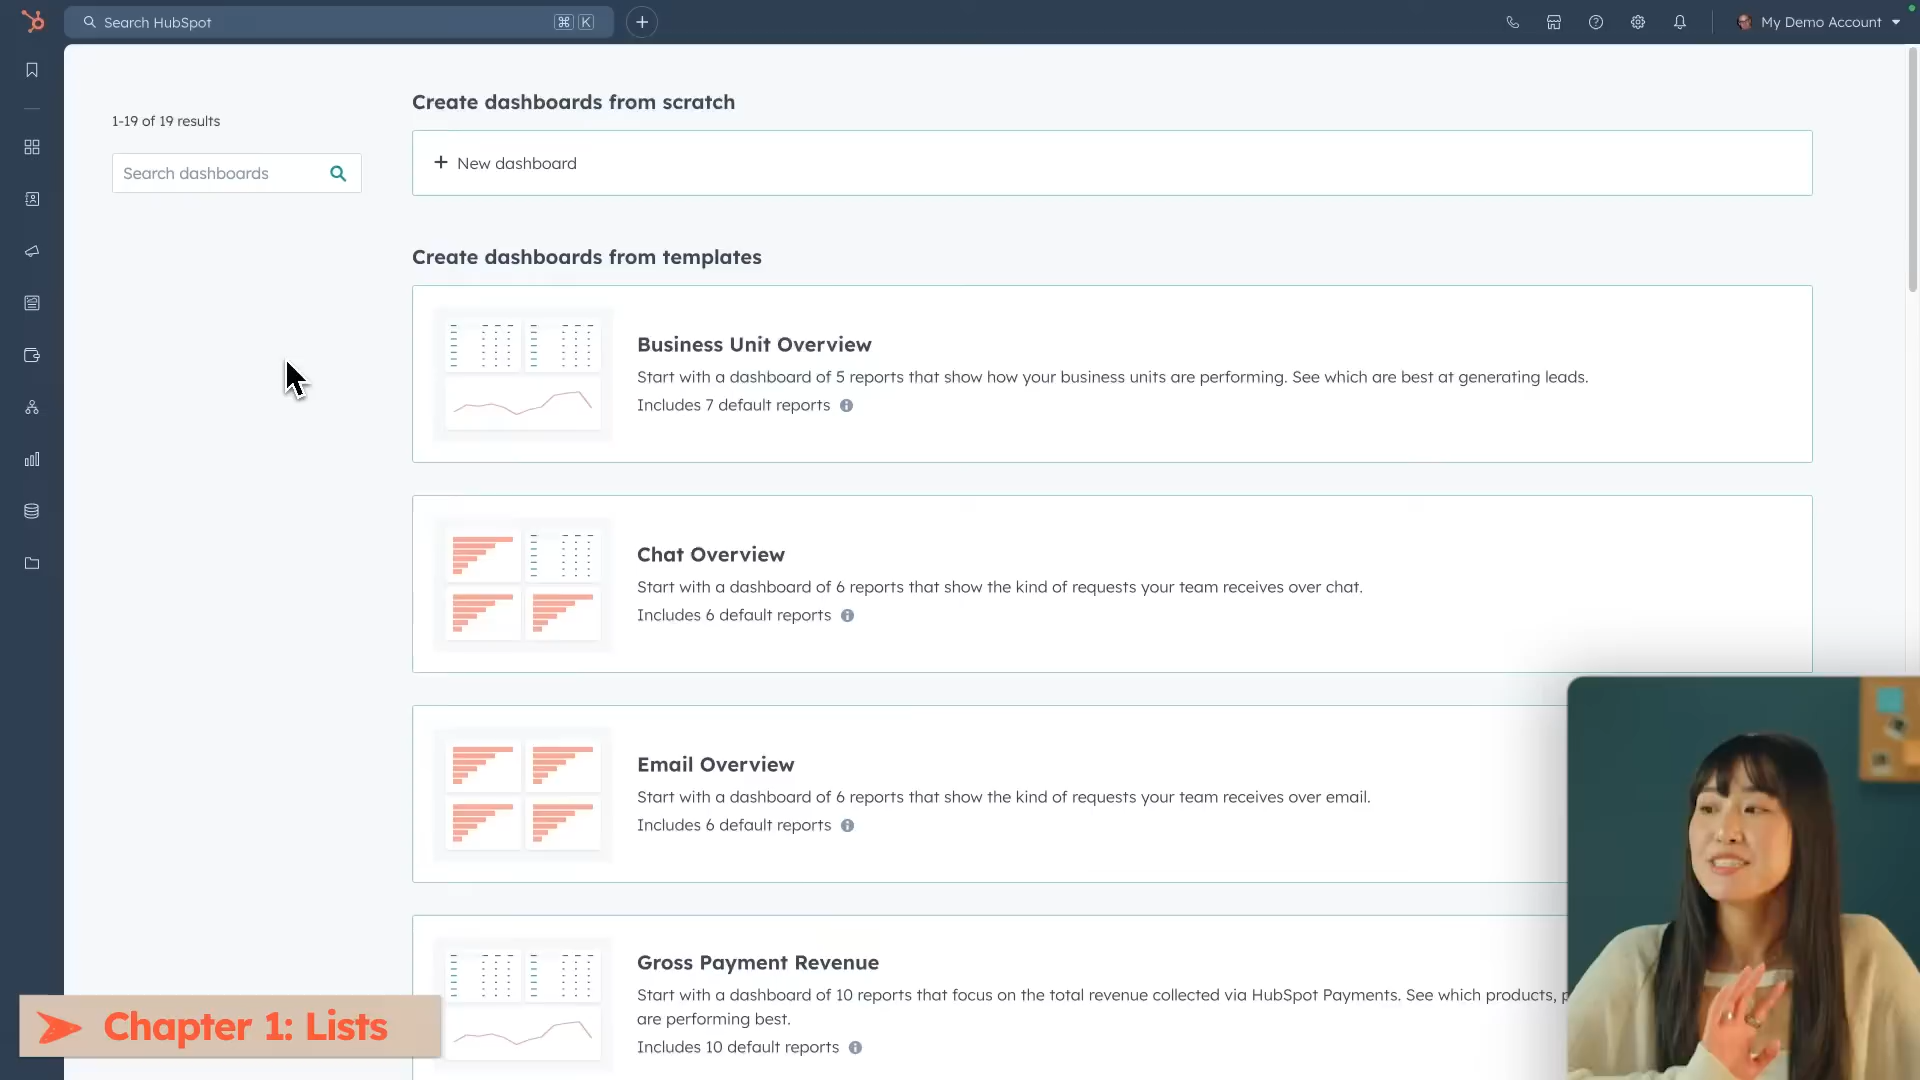 Search HubSpot
⌘ K
My Demo Account
1-19 of 19 results
Search dashboards
Create dashboards from scratch
+ New dashboard
Create dashboards from templates
Business Unit Overview
Start with a dashboard of 5 reports that show how your business units are performing. See which are best at generating leads.
Includes 7 default reports
Chat Overview
Start with a dashboard of 6 reports that show the kind of requests your team receives over chat.
Includes 6 default reports
Email Overview
Start with a dashboard of 6 reports that show the kind of requests your team receives over email.
Includes 6 default reports
Gross Payment Revenue
Start with a dashboard of 10 reports that focus on the total revenue collected via HubSpot Payments. See which products,
are performing best.
Includes 10 default reports
Chapter 1: Lists